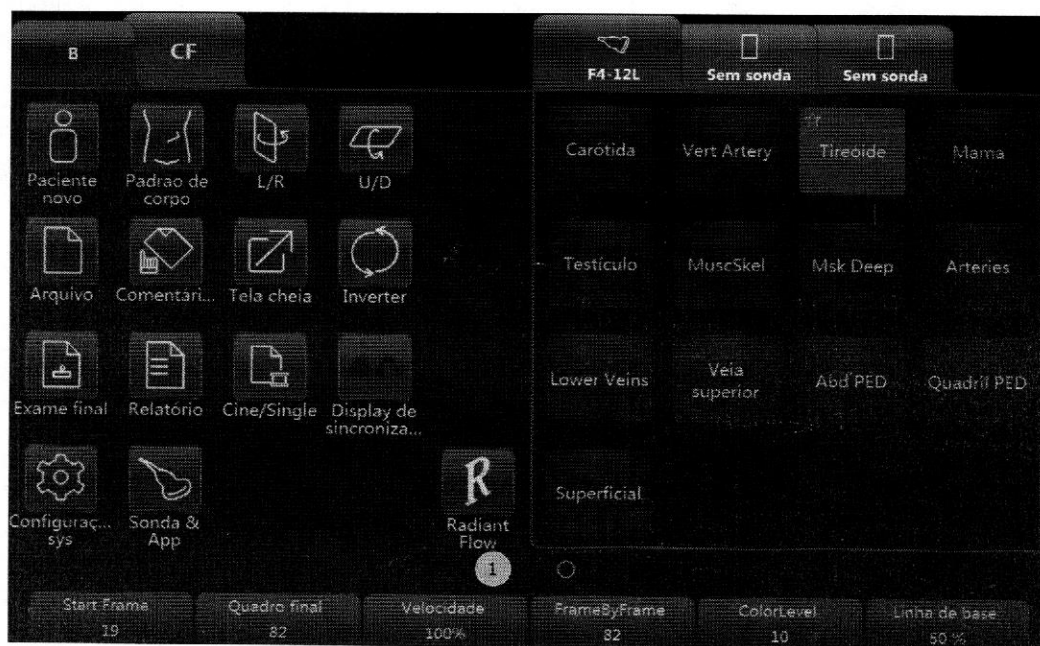 B
CF
F4-12L
Sem sonda
Sem sonda
Paciente
novo
Padrao de
corpo
L/R
U/D
Carótida
Vert Artery
Tireóide
Mama
Arquivo
Comentári...
Tela cheia
Inverter
Testículo
MuscSkel
Msk Deep
Arteries
Exame final
Relatório
Cine/Single
Display de
sincroniza...
Lower Veins
Veia
superior
Abd PED
Quadril PED
Configuraç...
sys
Sonda &
App
R
Radiant
Flow
Superficial
1
Start Frame
19
Quadro final
82
Velocidade
100%
FrameByFrame
82
ColorLevel
10
Linha de base
50 %